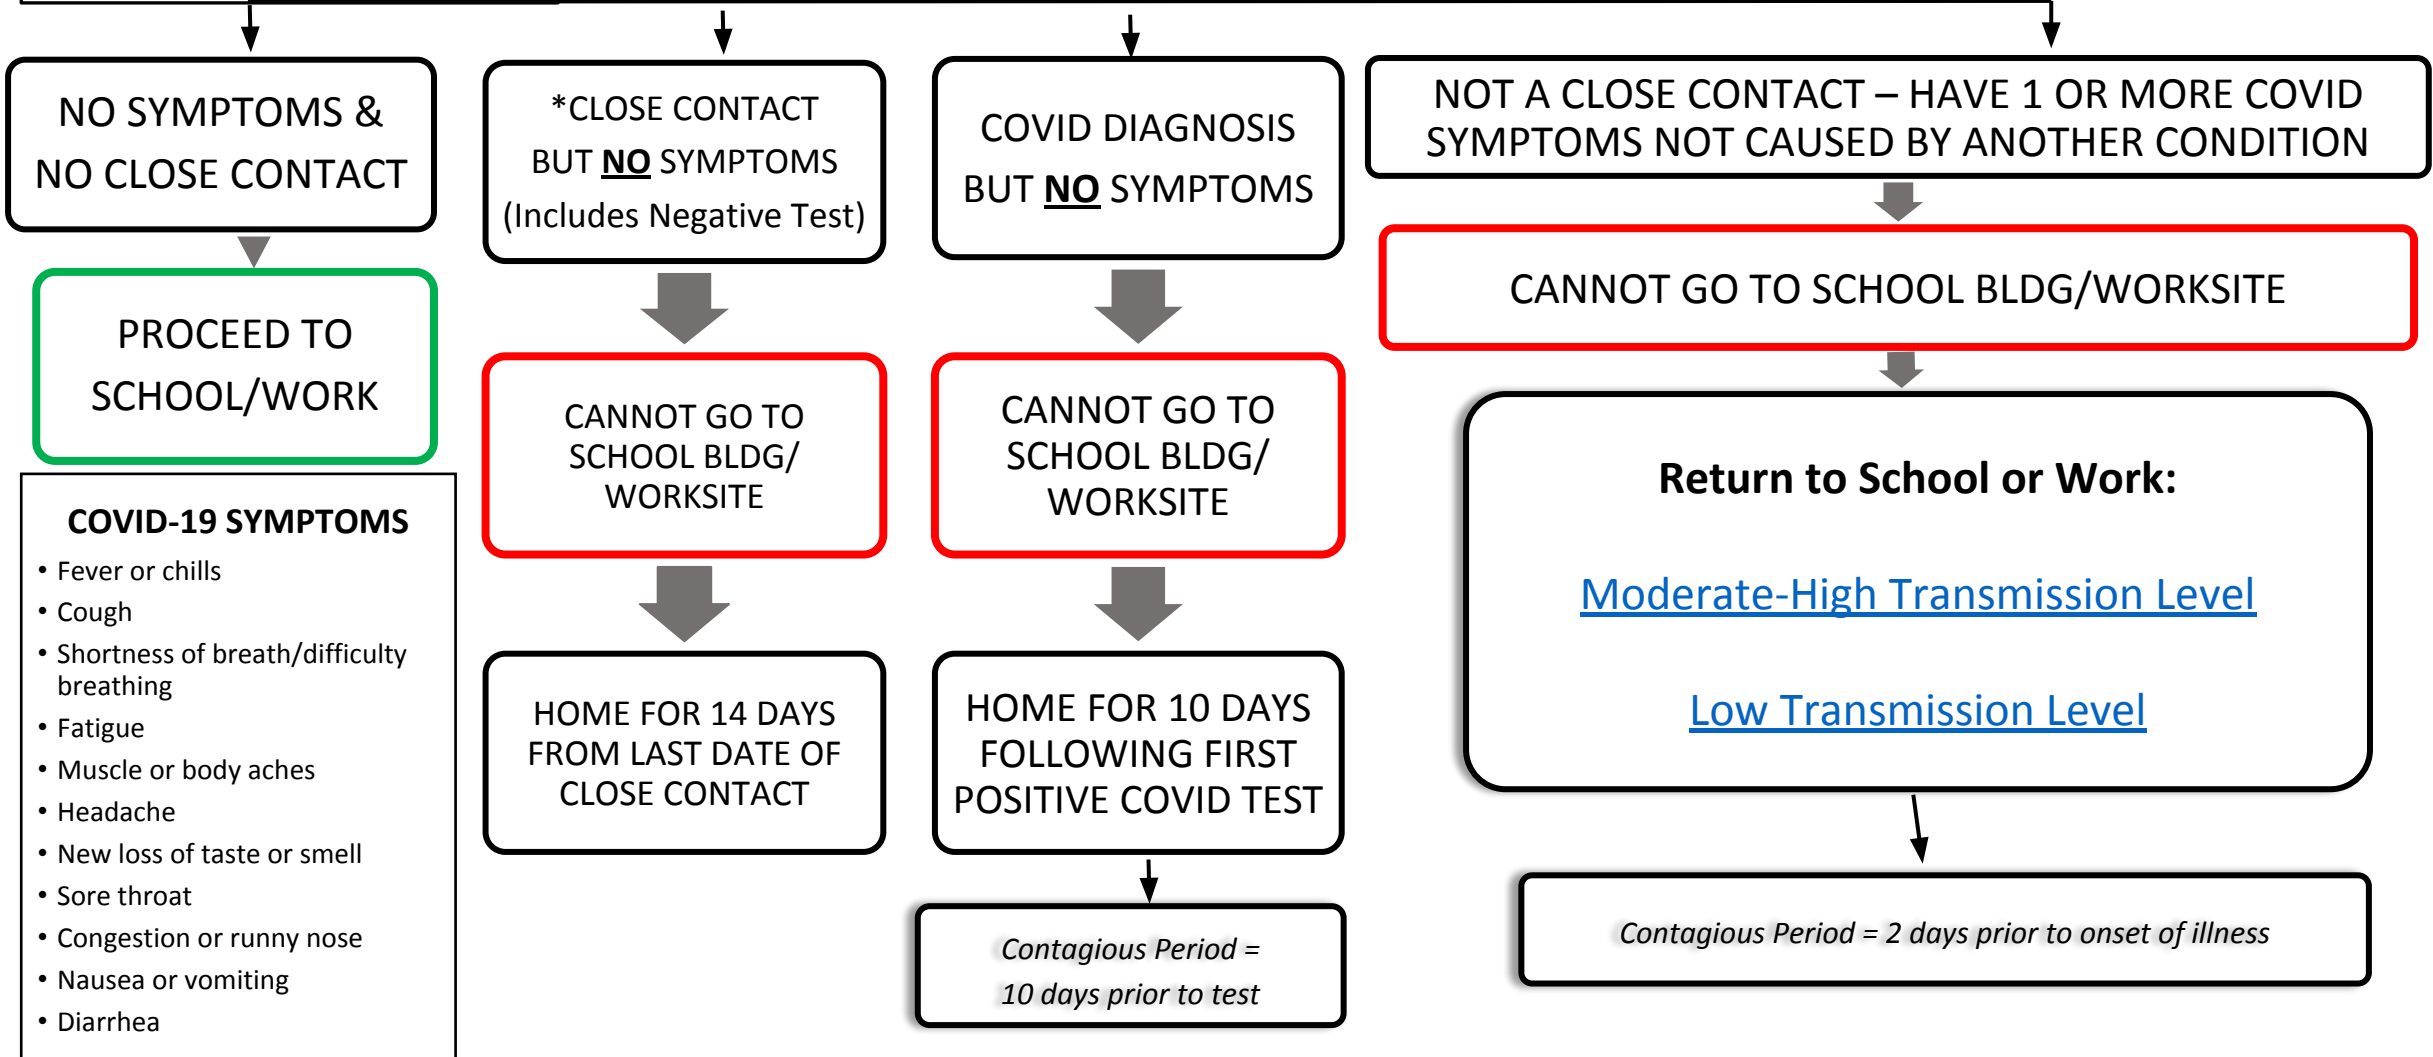 NO SYMPTOMS &
NO CLOSE CONTACT
PROCEED TO
SCHOOL/WORK
COVID-19 SYMPTOMS
• Fever or chills
• Cough
• Shortness of breath/difficulty
breathing
• Fatigue
• Muscle or body aches
• Headache
• New loss of taste or smell
• Sore throat
• Congestion or runny nose
• Nausea or vomiting
• Diarrhea
*CLOSE CONTACT
BUT NO SYMPTOMS
(Includes Negative Test)
CANNOT GO TO
SCHOOL BLDG/
WORKSITE
HOME FOR 14 DAYS
FROM LAST DATE OF
CLOSE CONTACT
COVID DIAGNOSIS
BUT NO SYMPTOMS
CANNOT GO TO
SCHOOL BLDG/
WORKSITE
HOME FOR 10 DAYS
FOLLOWING FIRST
POSITIVE COVID TEST
Contagious Period =
10 days prior to test
NOT A CLOSE CONTACT – HAVE 1 OR MORE COVID
SYMPTOMS NOT CAUSED BY ANOTHER CONDITION
CANNOT GO TO SCHOOL BLDG/WORKSITE
Return to School or Work:
Moderate-High Transmission Level
Low Transmission Level
Contagious Period = 2 days prior to onset of illness